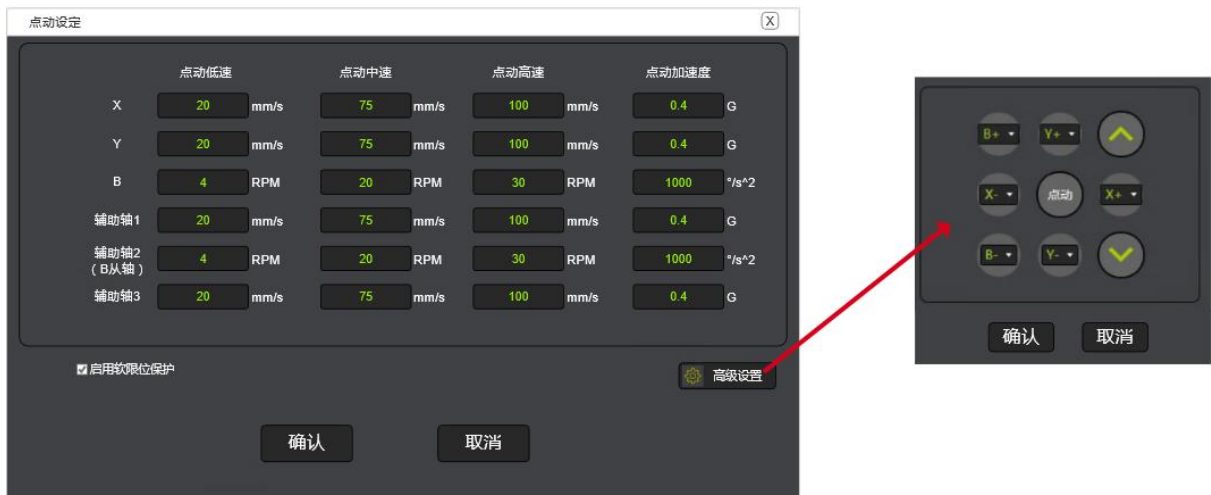 点动设定 X
点动低速 点动中速 点动高速 点动加速度
X 20 mm/s 75 mm/s 100 mm/s 0.4 G
Y 20 mm/s 75 mm/s 100 mm/s 0.4 G
B 4 RPM 20 RPM 30 RPM 1000 °/s^2
辅助轴1 20 mm/s 75 mm/s 100 mm/s 0.4 G
辅助轴2
(B从轴) 4 RPM 20 RPM 30 RPM 1000 °/s^2
辅助轴3 20 mm/s 75 mm/s 100 mm/s 0.4 G
启用软限位保护 高级设置
确认 取消
B+ Y+
X- 点动 X+
B- Y-
确认 取消